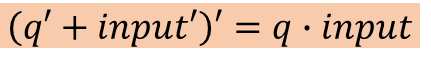 (q′ + input′)′ = q · input